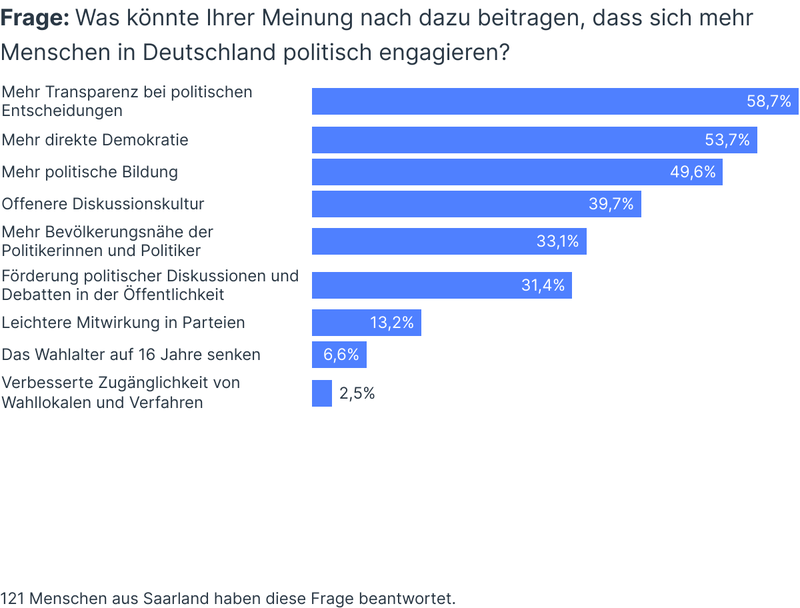 Frage: Was könnte Ihrer Meinung nach dazu beitragen, dass sich mehr
Menschen in Deutschland politisch engagieren?
Mehr Transparenz bei politischen
Entscheidungen
58,7%
Mehr direkte Demokratie
53,7%
Mehr politische Bildung
49,6%
Offenere Diskussionskultur
39,7%
Mehr Bevölkerungsnähe der
Politikerinnen und Politiker
33,1%
Förderung politischer Diskussionen und
Debatten in der Öffentlichkeit
31,4%
Leichtere Mitwirkung in Parteien
13,2%
Das Wahlalter auf 16 Jahre senken
6,6%
Verbesserte Zugänglichkeit von
Wahllokalen und Verfahren
2,5%
121 Menschen aus Saarland haben diese Frage beantwortet.